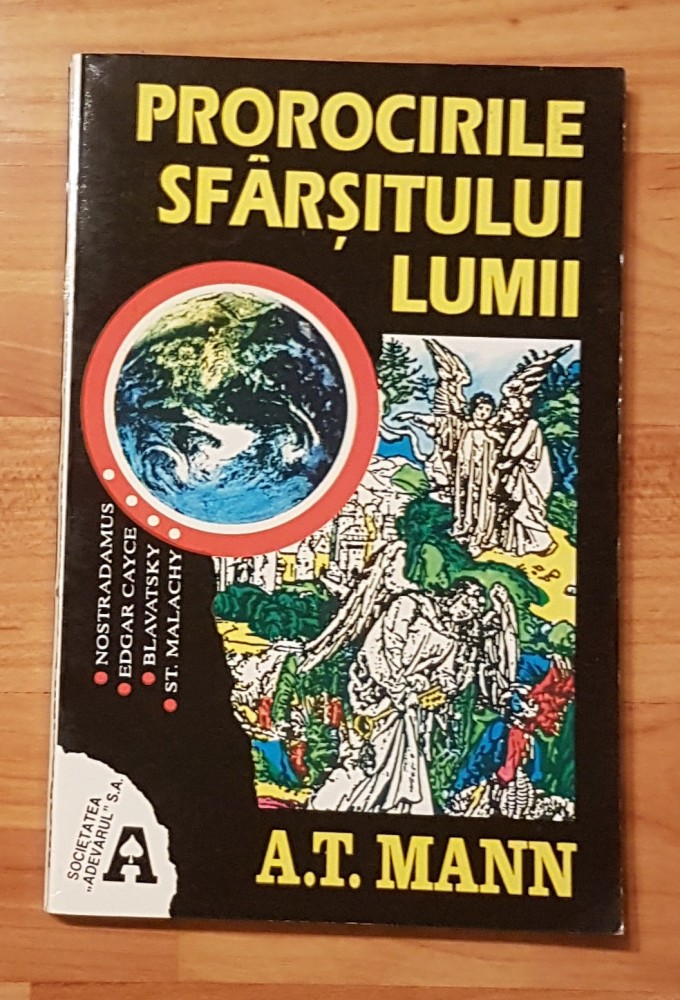 PROROCIRILE
SFÂRȘITULUI
LUMII
• NOSTRADAMUS
• EDGAR CAYCE
• BLAVATSKY
• ST. MALACHY
SOCIETATEA
„ADEVĂRUL” S.A.
A
A.T. MANN